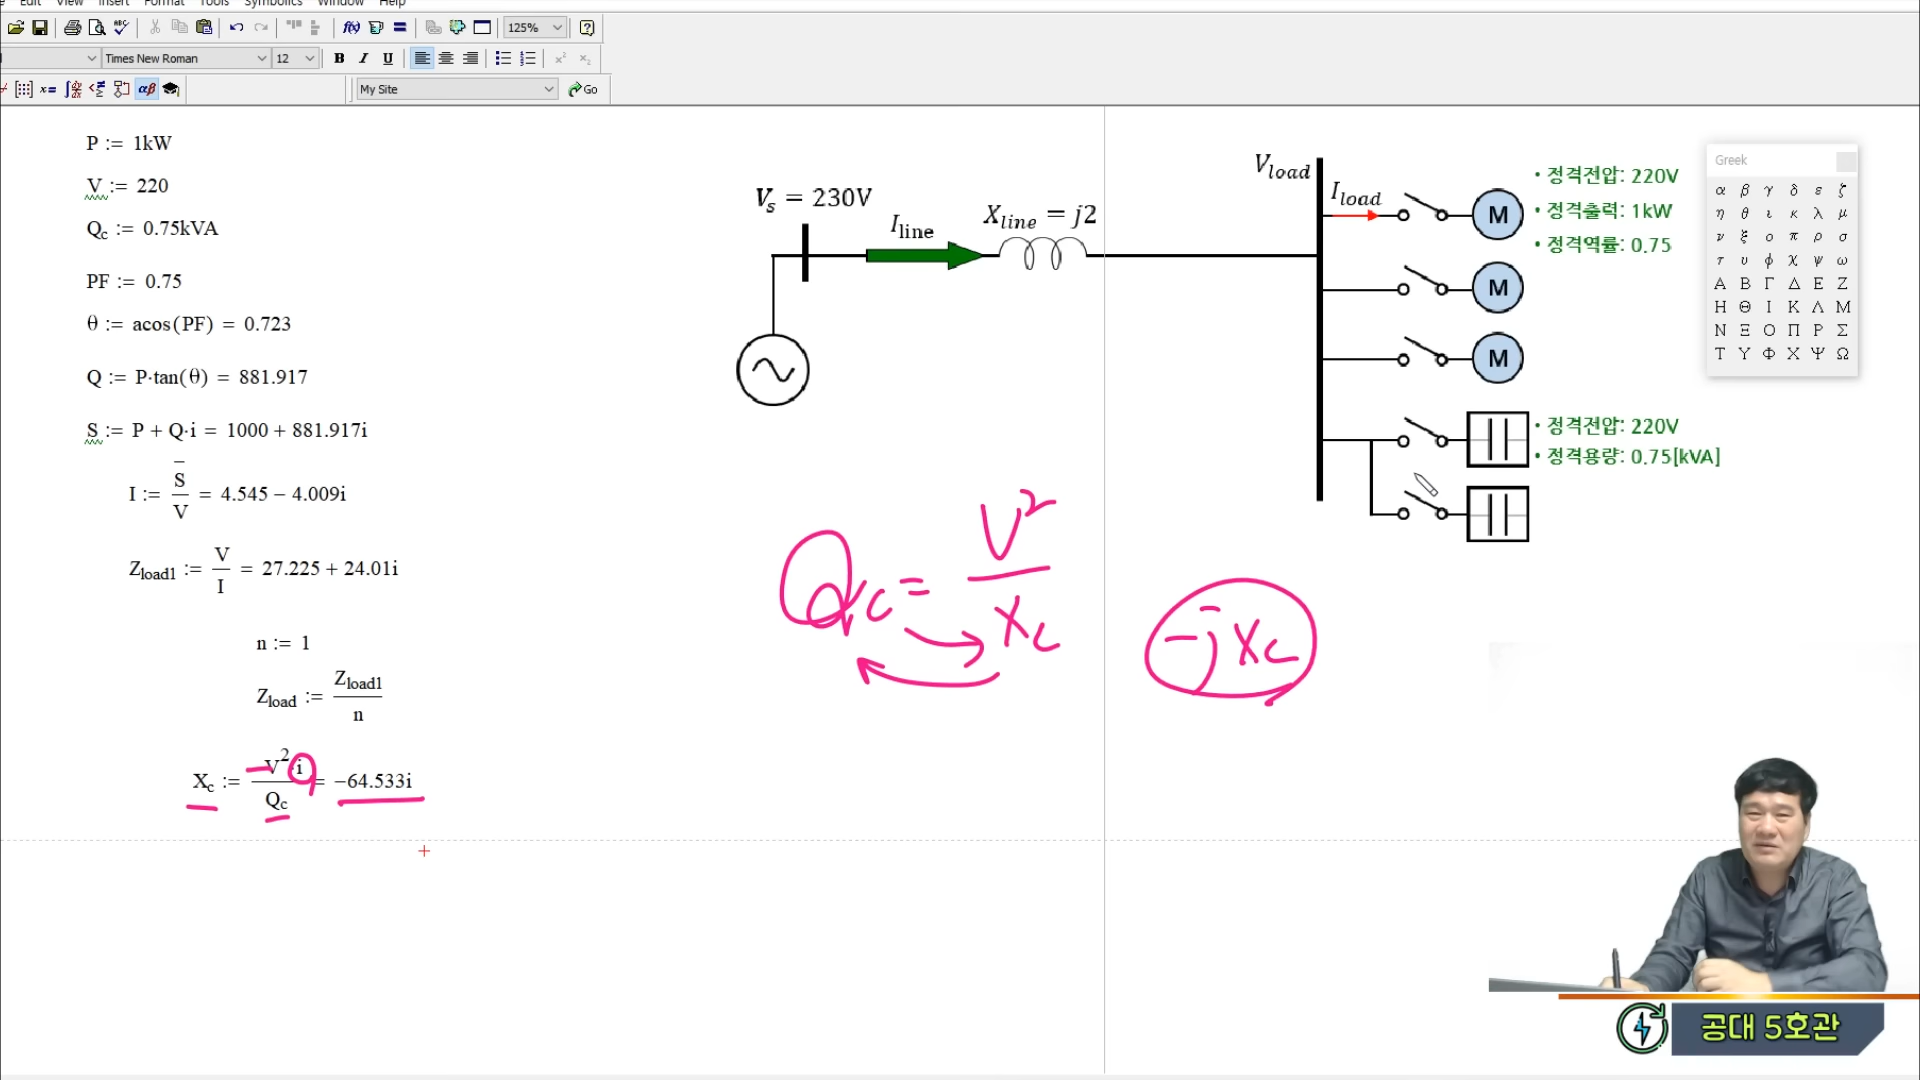 Edit View Insert Format Tools Symbolics Window Help
125%
Times New Roman 12 B I U
My Site Go
P := 1kW
V := 220
Qc := 0.75kVA
PF := 0.75
θ := acos(PF) = 0.723
Q := P·tan(θ) = 881.917
S := P + Q·i = 1000 + 881.917i
I := S̅/V = 4.545 − 4.009i
Zload1 := V/I = 27.225 + 24.01i
n := 1
Zload := Zload1/n
Xc := −V²·i/Qc = −64.533i
Vs = 230V
Iline
Xline = j2
Vload
Iload
M
• 정격전압: 220V
• 정격출력: 1kW
• 정격역률: 0.75
M
M
• 정격전압: 220V
• 정격용량: 0.75[kVA]
Qc = V²/Xc
−jXc
Greek
α β γ δ ε ζ
η θ ι κ λ μ
ν ξ ο π ρ σ
τ υ ϕ χ ψ ω
Α Β Γ Δ Ε Ζ
Η Θ Ι Κ Λ Μ
Ν Ξ Ο Π Ρ Σ
Τ Υ Φ Χ Ψ Ω
공대 5호관